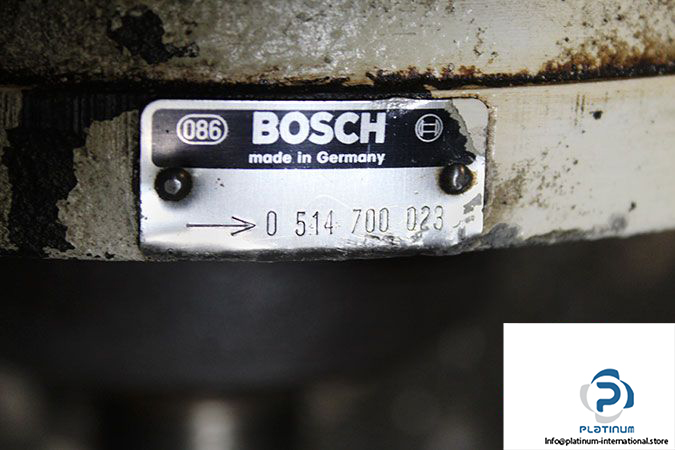 086 BOSCH
made in Germany
0 514 700 023
PLATINUM
Info@platinum-international.store